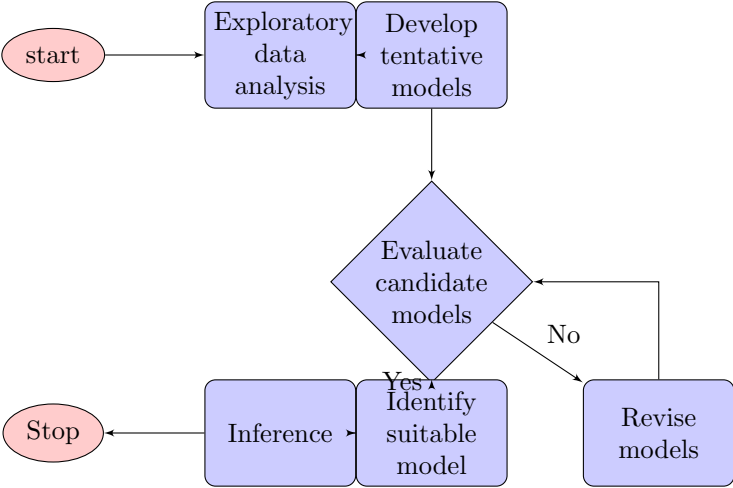 start
Exploratory
data
analysis
Develop
tentative
models
Evaluate
candidate
models
No
Yes
Identify
suitable
model
Revise
models
Inference
Stop